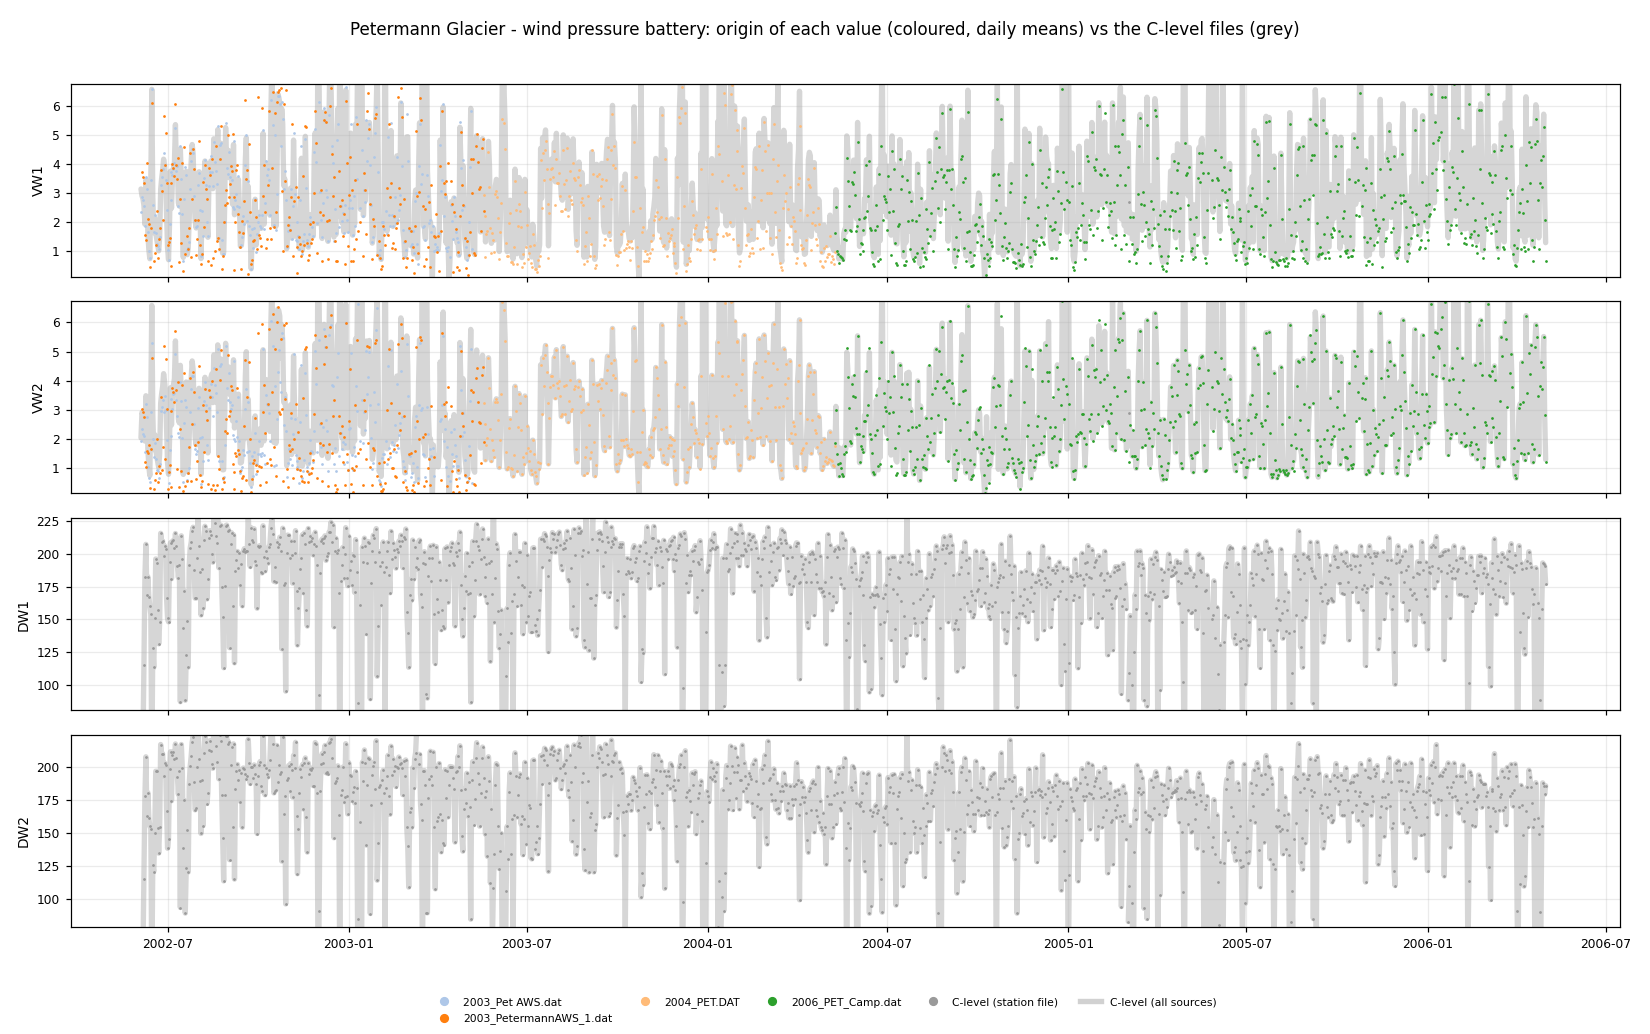 Petermann Glacier - wind pressure battery: origin of each value (coloured, daily means) vs the C-level files (grey)
VW1
6
5
4
3
2
1
VW2
6
5
4
3
2
1
DW1
225
200
175
150
125
100
DW2
200
175
150
125
100
2002-07 2003-01 2003-07 2004-01 2004-07 2005-01 2005-07 2006-01 2006-07
2003_Pet AWS.dat 2004_PET.DAT 2006_PET_Camp.dat C-level (station file) C-level (all sources)
2003_PetermannAWS_1.dat